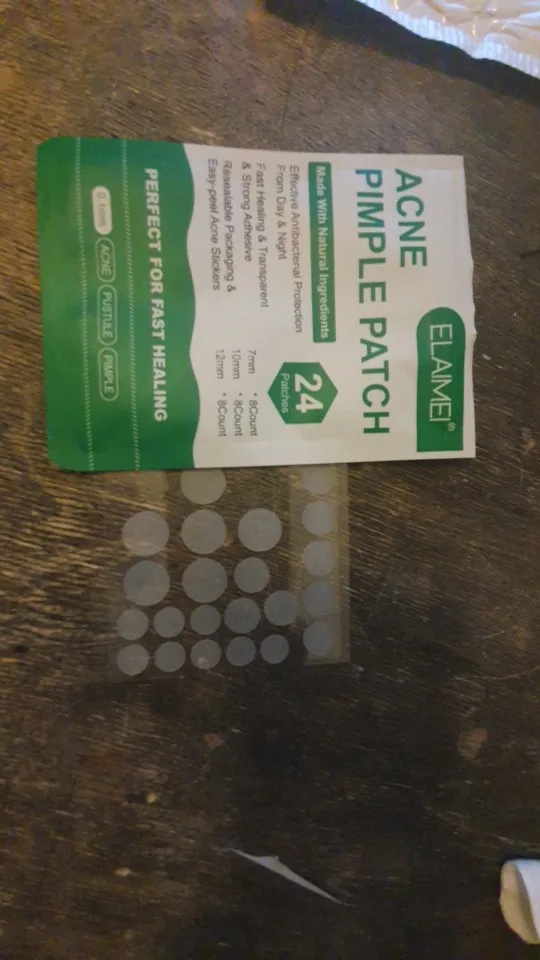 ELAIMEI®
ACNE
PIMPLE PATCH
Made With Natural Ingredients
Effective Antibacterial Protection
From Day & Night
Fast Healing & Transparent
& Strong Adhesive
Resealable Packaging &
Easy-peel Acne Stickers
24
Patches
7mm * 8Count
10mm * 8Count
12mm * 8Count
PERFECT FOR FAST HEALING
0.1mm ACNE PUSTULE PIMPLE